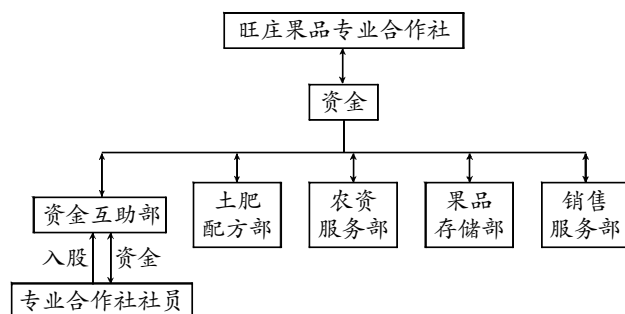 旺庄果品专业合作社
资金
资金互助部
土肥
配方部
农资
服务部
果品
存储部
销售
服务部
入股
资金
专业合作社社员